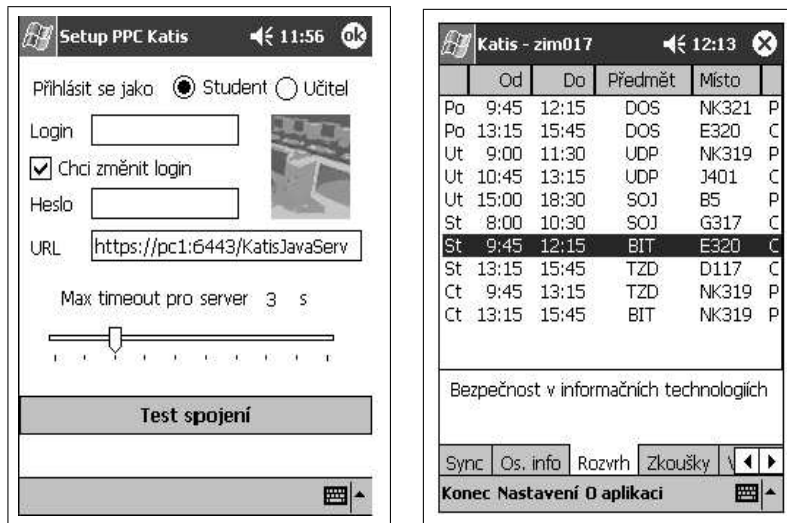 Setup PPC Katis 11:56 ok
Přihlásit se jako Student Učitel
Login
Chci změnit login
Heslo
URL https://pc1:6443/KatisJavaServ
Max timeout pro server 3 s
Test spojení
Katis - zim017 12:13
Od Do Předmět Místo
Po 9:45 12:15 DOS NK321 P
Po 13:15 15:45 DOS E320 C
Ut 9:00 11:30 UDP NK319 P
Ut 10:45 13:15 UDP J401 C
Ut 15:00 18:30 SOJ B5 P
St 8:00 10:30 SOJ G317 C
St 9:45 12:15 BIT E320 C
St 13:15 15:45 TZD D117 C
Ct 9:45 13:15 TZD NK319 P
Ct 13:15 15:45 BIT NK319 P
Bezpečnost v informačních technologiích
Sync Os. info Rozvrh Zkoušky
Konec Nastavení O aplikaci